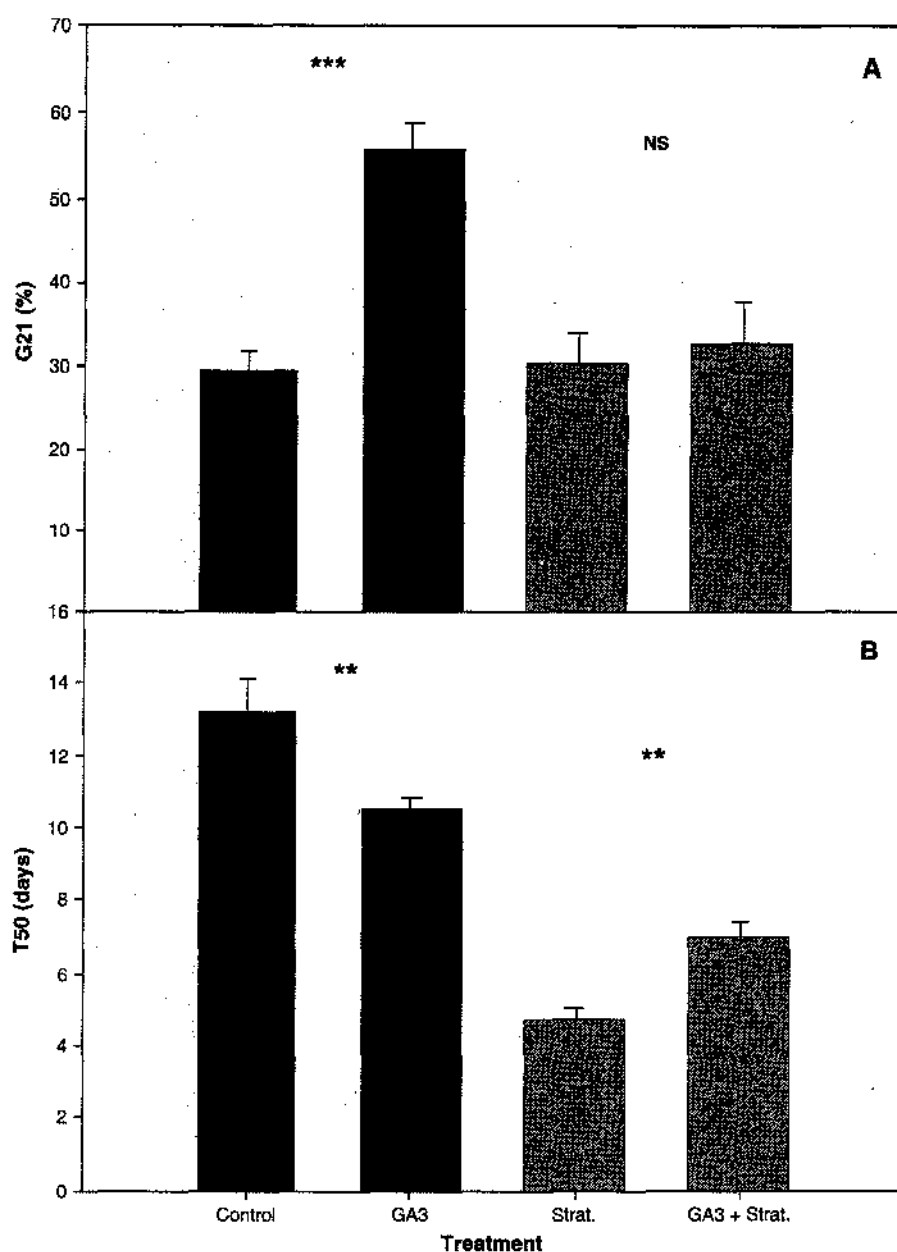 70
***
A
60
NS
50
40
30
20
10
G21 (%)
16
B
14
**
12
**
10
8
6
4
2
0
T50 (days)
Control GA3 Strat. GA3 + Strat.
Treatment